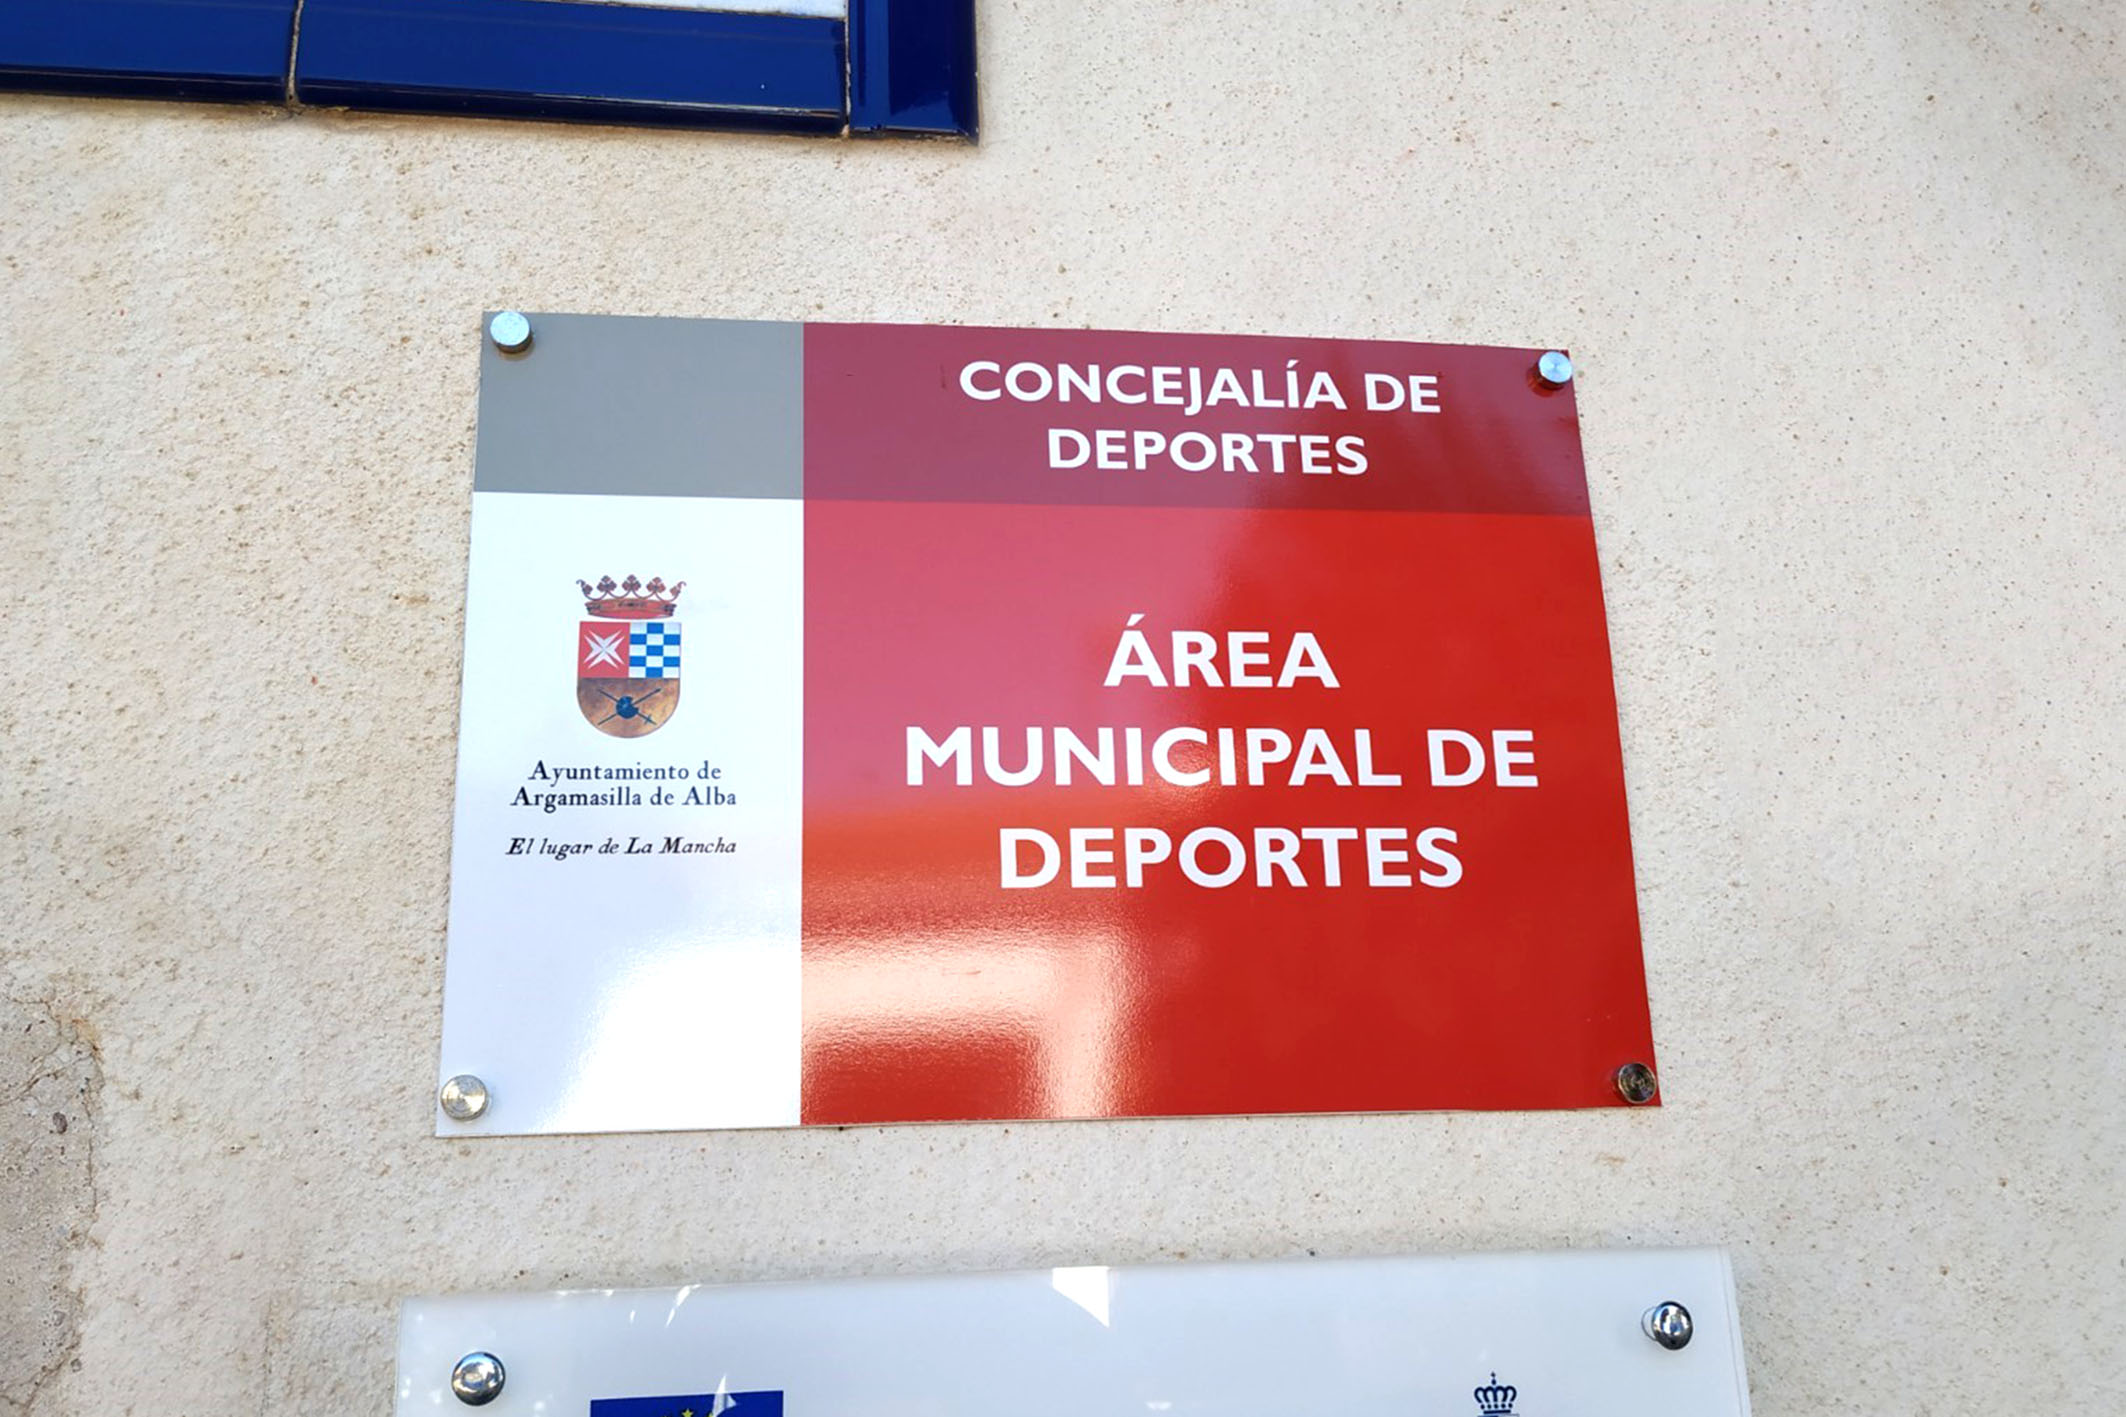 CONCEJALÍA DE
DEPORTES
ÁREA
MUNICIPAL DE
DEPORTES
Ayuntamiento de
Argamasilla de Alba
El lugar de La Mancha